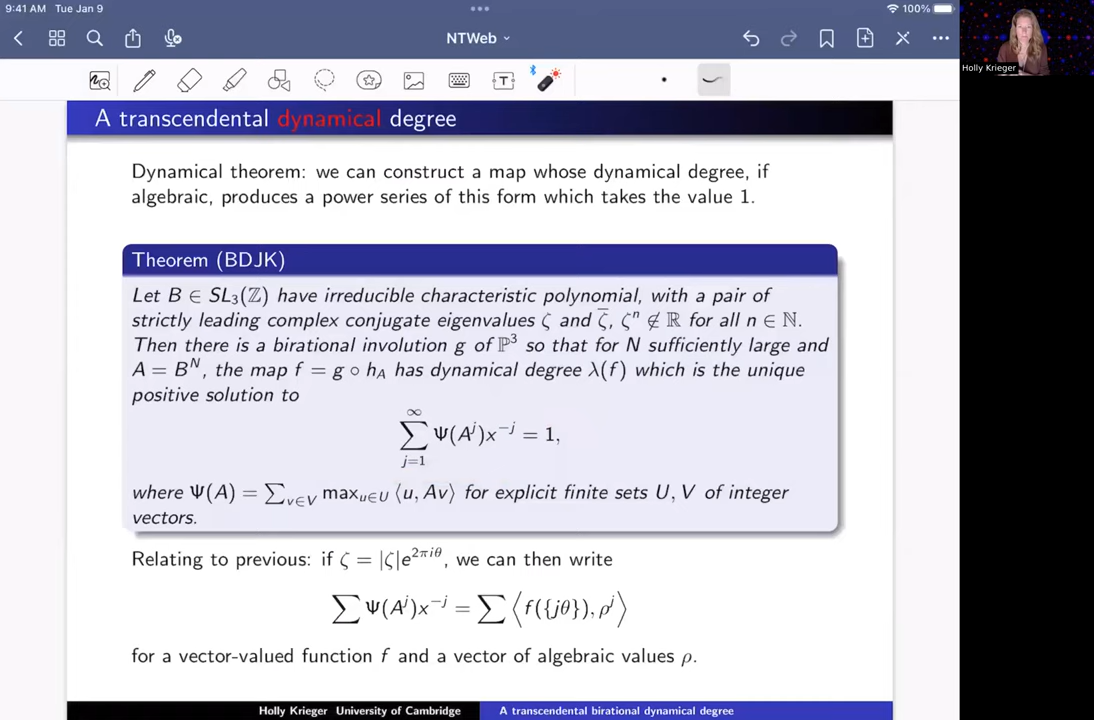 9:41 AM Tue Jan 9
100%
NTWeb
Holly Krieger
A transcendental dynamical degree
Dynamical theorem: we can construct a map whose dynamical degree, if
algebraic, produces a power series of this form which takes the value 1.
Theorem (BDJK)
Let B ∈ SL₃(ℤ) have irreducible characteristic polynomial, with a pair of
strictly leading complex conjugate eigenvalues ζ and ζ̅, ζⁿ ∉ ℝ for all n ∈ ℕ.
Then there is a birational involution g of ℙ³ so that for N sufficiently large and
A = Bᴺ, the map f = g ∘ h_A has dynamical degree λ(f) which is the unique
positive solution to
∑_{j=1}^{∞} Ψ(Aʲ)x⁻ʲ = 1,
where Ψ(A) = ∑_{v∈V} max_{u∈U} ⟨u, Av⟩ for explicit finite sets U, V of integer
vectors.
Relating to previous: if ζ = |ζ|e^{2πiθ}, we can then write
∑ Ψ(Aʲ)x⁻ʲ = ∑ ⟨f({jθ}), ρʲ⟩
for a vector-valued function f and a vector of algebraic values ρ.
Holly Krieger University of Cambridge
A transcendental birational dynamical degree